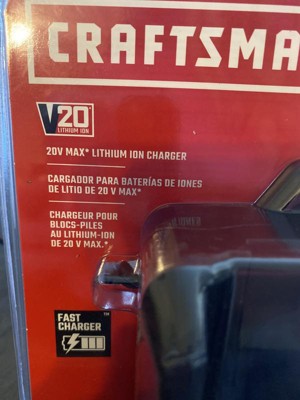 CRAFTSMA
V20
LITHIUM ION
20V MAX* LITHIUM ION CHARGER
CARGADOR PARA BATERÍAS DE IONES
DE LITIO DE 20 V MAX*
CHARGEUR POUR
BLOCS-PILES
AU LITHIUM-ION
DE 20 V MAX.*
FAST
CHARGER
TM